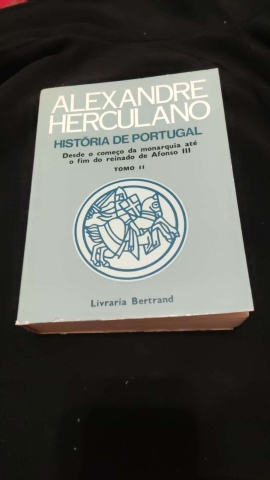 ALEXANDRE
HERCULANO
HISTÓRIA DE PORTUGAL
Desde o começo da monarquia até
o fim do reinado de Afonso III
TOMO II
Livraria Bertrand